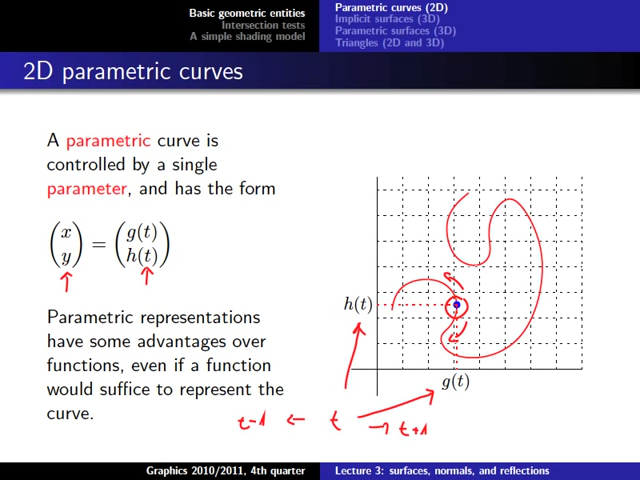 Basic geometric entities
Intersection tests
A simple shading model
Parametric curves (2D)
Implicit surfaces (3D)
Parametric surfaces (3D)
Triangles (2D and 3D)
2D parametric curves
A parametric curve is
controlled by a single
parameter, and has the form
(x y) = (g(t) h(t))
Parametric representations
have some advantages over
functions, even if a function
would suffice to represent the
curve.
h(t)
g(t)
t-1 ← t → t+1
Graphics 2010/2011, 4th quarter
Lecture 3: surfaces, normals, and reflections